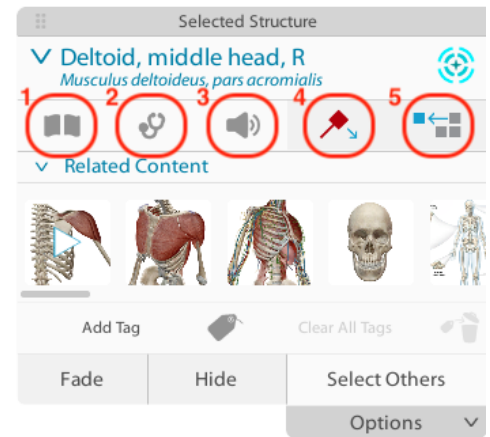 Selected Structure
Deltoid, middle head, R
Musculus deltoideus, pars acromialis
1 2 3 4 5
Related Content
Add Tag Clear All Tags
Fade Hide Select Others
Options